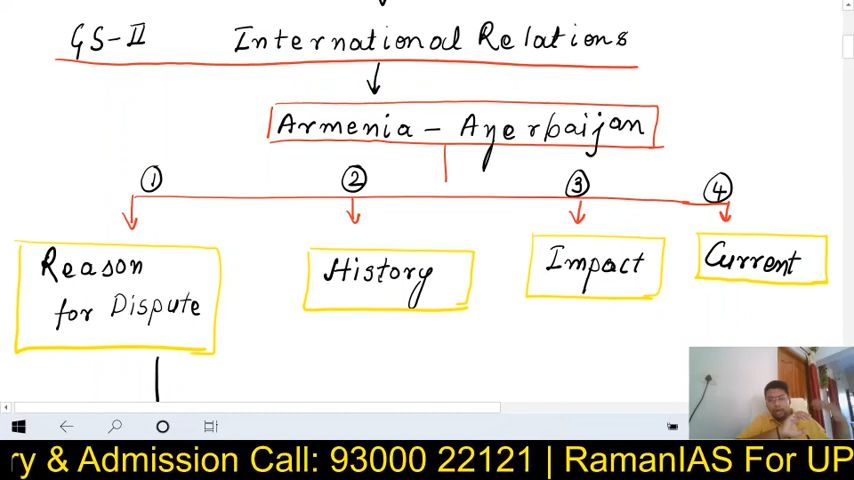 GS-II International Relations
Armenia - Azerbaijan
1 2 3 4
Reason
for Dispute
History
Impact
Current
ry & Admission Call: 93000 22121 | RamanIAS For UP